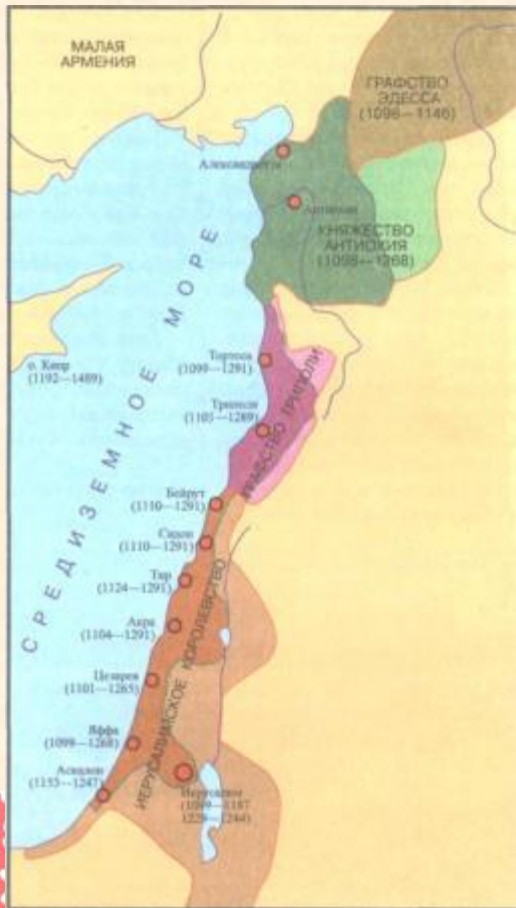 МАЛАЯ
АРМЕНИЯ
ГРАФСТВО
ЭДЕССА
(1098—1146)
Александретта
Антиохия
КНЯЖЕСТВО
АНТИОХИЯ
(1098—1268)
СРЕДИЗЕМНОЕ МОРЕ
о. Кипр
(1192—1489)
Тортоса
(1099—1291)
Триполи
(1105—1289)
ГРАФСТВО ТРИПОЛИ
Бейрут
(1110—1291)
Сидон
(1110—1291)
Тир
(1124—1291)
Акра
(1104—1291)
Цезарея
(1101—1265)
Яффа
(1099—1268)
Аскалон
(1153—1247)
ИЕРУСАЛИМСКОЕ КОРОЛЕВСТВО
Иерусалим
(1099—1187
1229—1244)